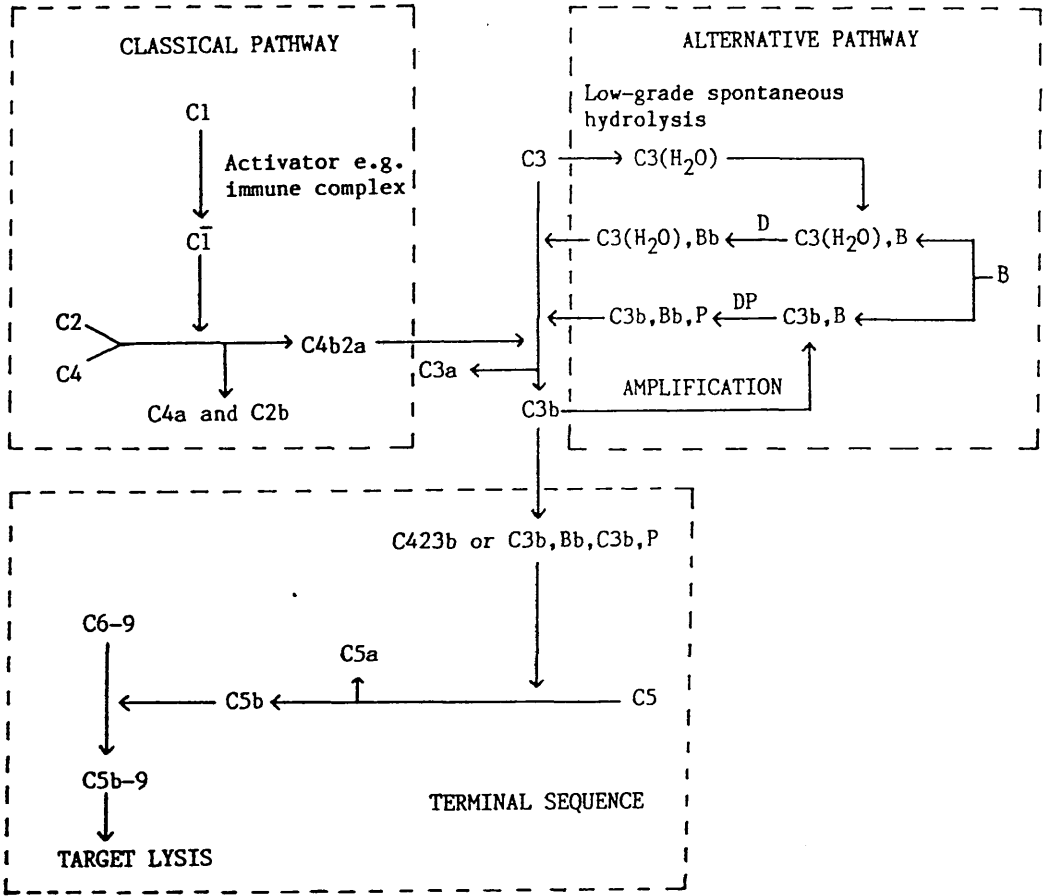 CLASSICAL PATHWAY
C1
Activator e.g.
immune complex
C1̅
C2
C4
C4b2a
C4a and C2b
ALTERNATIVE PATHWAY
Low-grade spontaneous
hydrolysis
C3
C3(H₂O)
C3(H₂O),Bb
D
C3(H₂O),B
B
C3b,Bb,P
DP
C3b,B
C3a
AMPLIFICATION
C3b
C423b or C3b,Bb,C3b,P
C6-9
C5a
C5b
C5
C5b-9
TERMINAL SEQUENCE
TARGET LYSIS